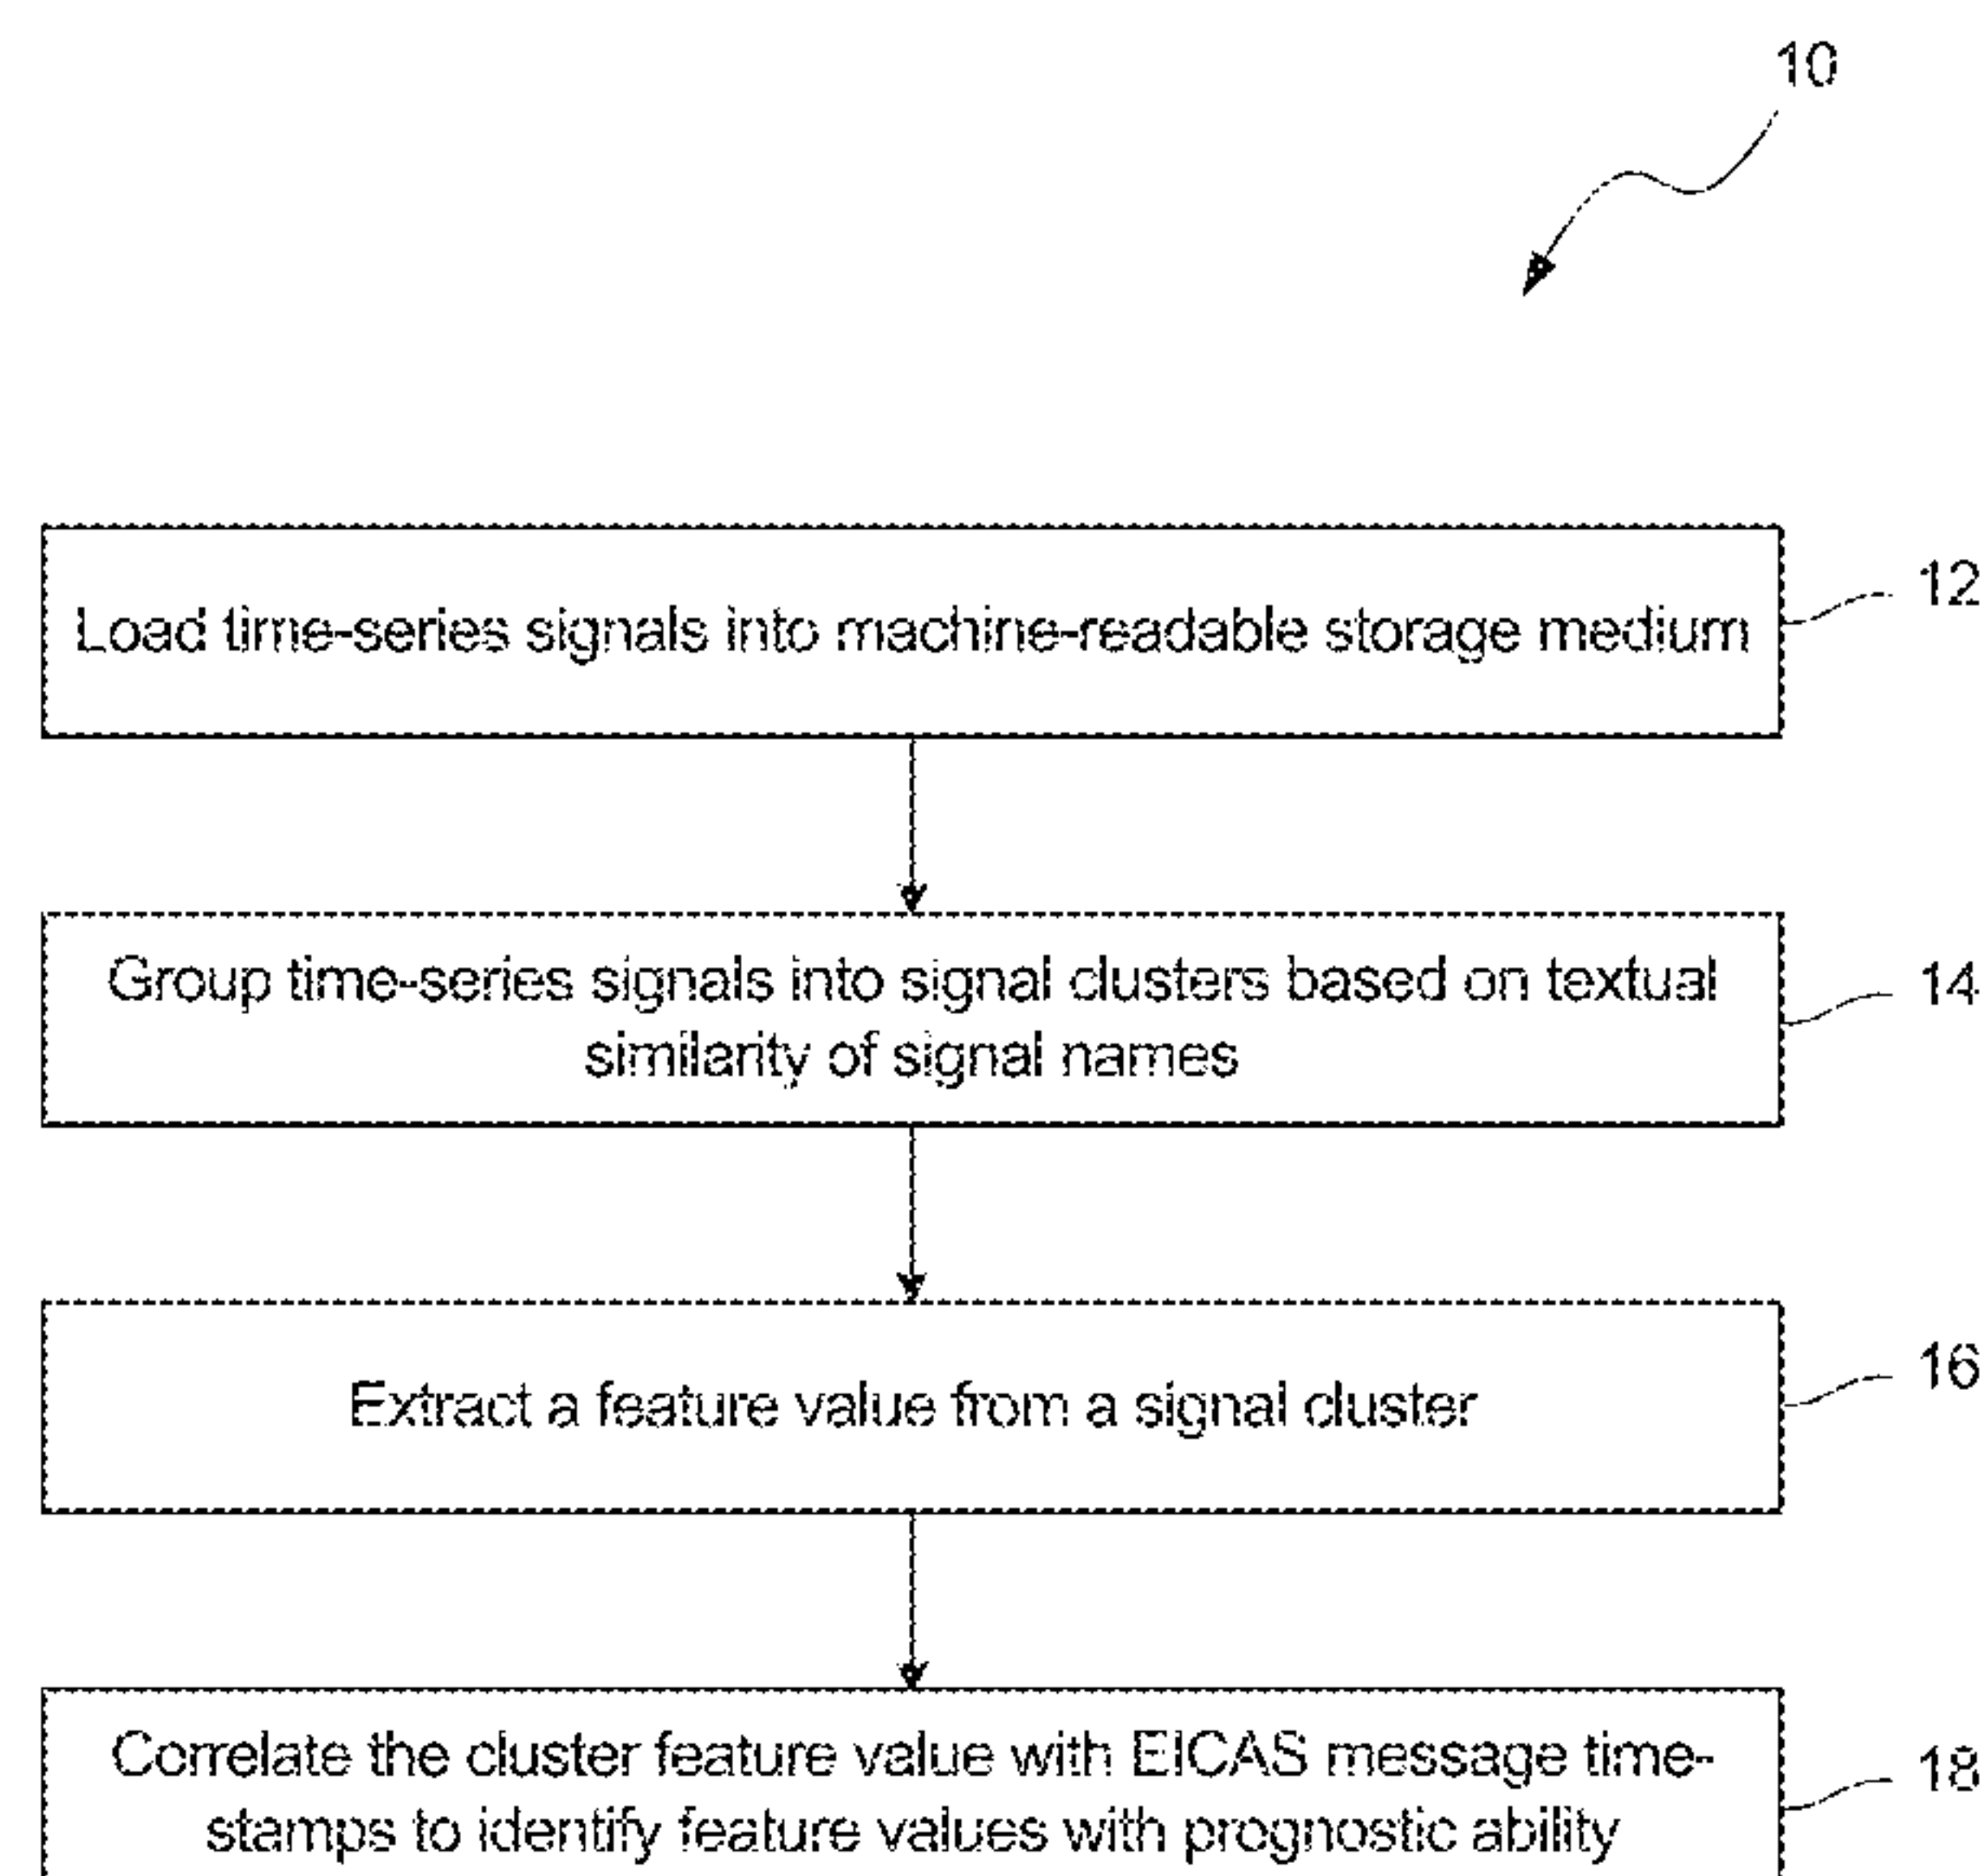 10
Load time-series signals into machine-readable storage medium
12
Group time-series signals into signal clusters based on textual
similarity of signal names
14
Extract a feature value from a signal cluster
16
Correlate the cluster feature value with EICAS message time-
stamps to identify feature values with prognostic ability
18